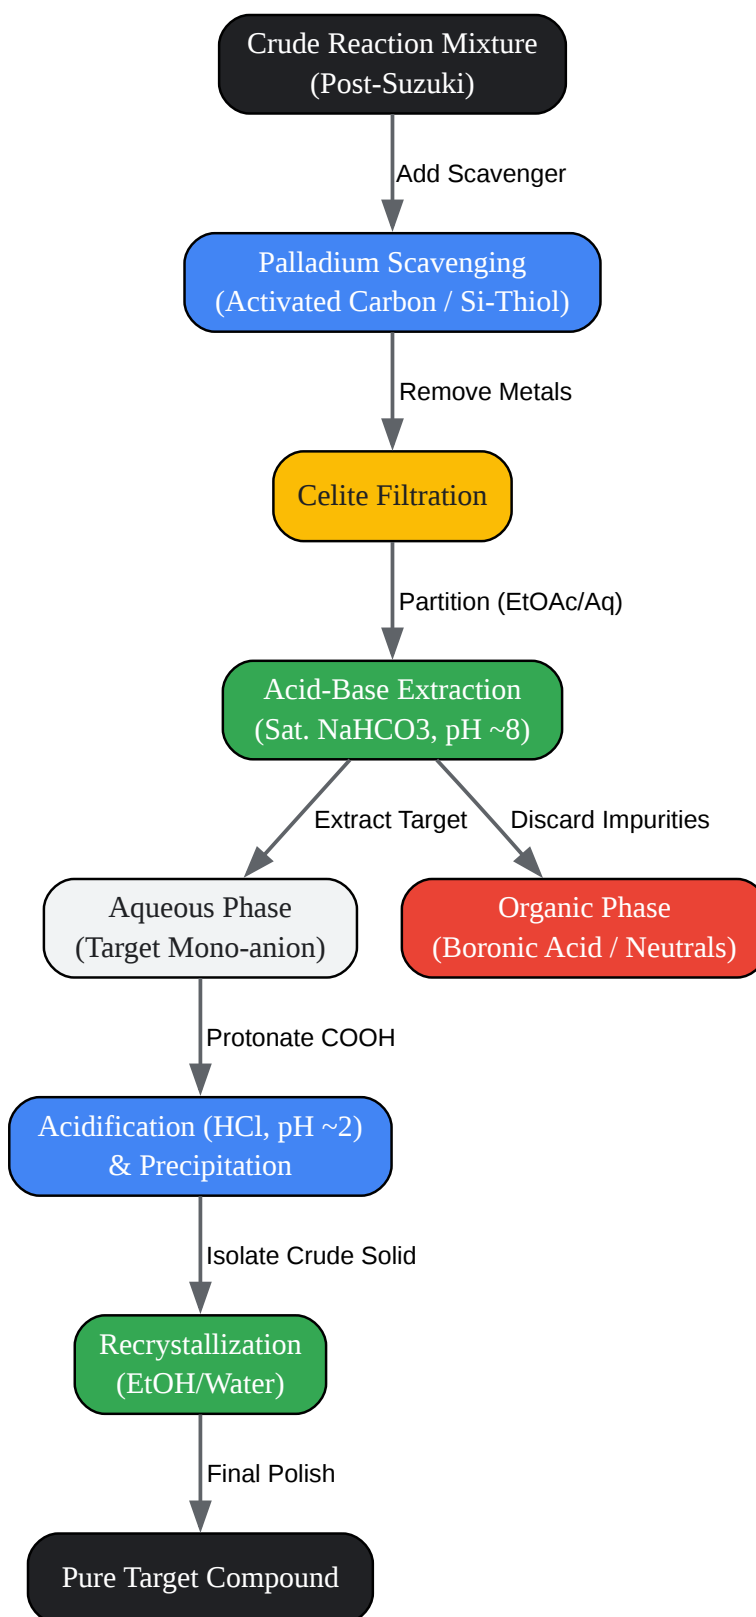 Crude Reaction Mixture
(Post-Suzuki)
Add Scavenger
Palladium Scavenging
(Activated Carbon / Si-Thiol)
Remove Metals
Celite Filtration
Partition (EtOAc/Aq)
Acid-Base Extraction
(Sat. NaHCO3, pH ~8)
Extract Target
Discard Impurities
Aqueous Phase
(Target Mono-anion)
Organic Phase
(Boronic Acid / Neutrals)
Protonate COOH
Acidification (HCl, pH ~2)
& Precipitation
Isolate Crude Solid
Recrystallization
(EtOH/Water)
Final Polish
Pure Target Compound